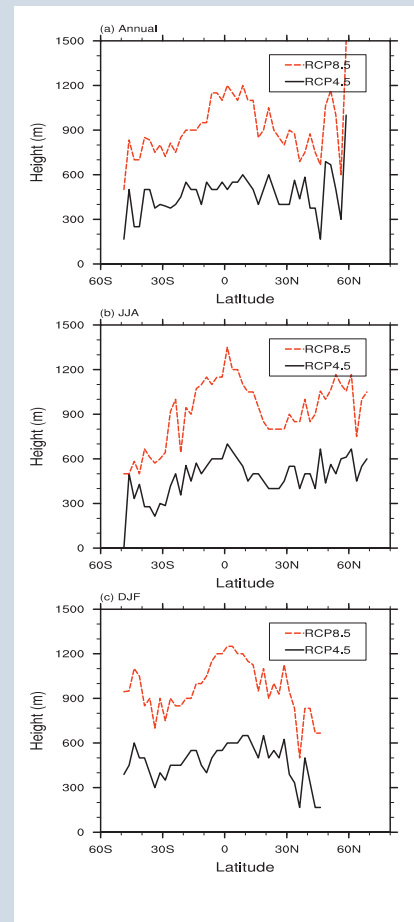 (a) Annual
1500
1200
900
600
300
0
Height (m)
RCP8.5
RCP4.5
60S
30S
0
30N
60N
Latitude
(b) JJA
1500
1200
900
600
300
0
Height (m)
RCP8.5
RCP4.5
60S
30S
0
30N
60N
Latitude
(c) DJF
1500
1200
900
600
300
0
Height (m)
RCP8.5
RCP4.5
60S
30S
0
30N
60N
Latitude